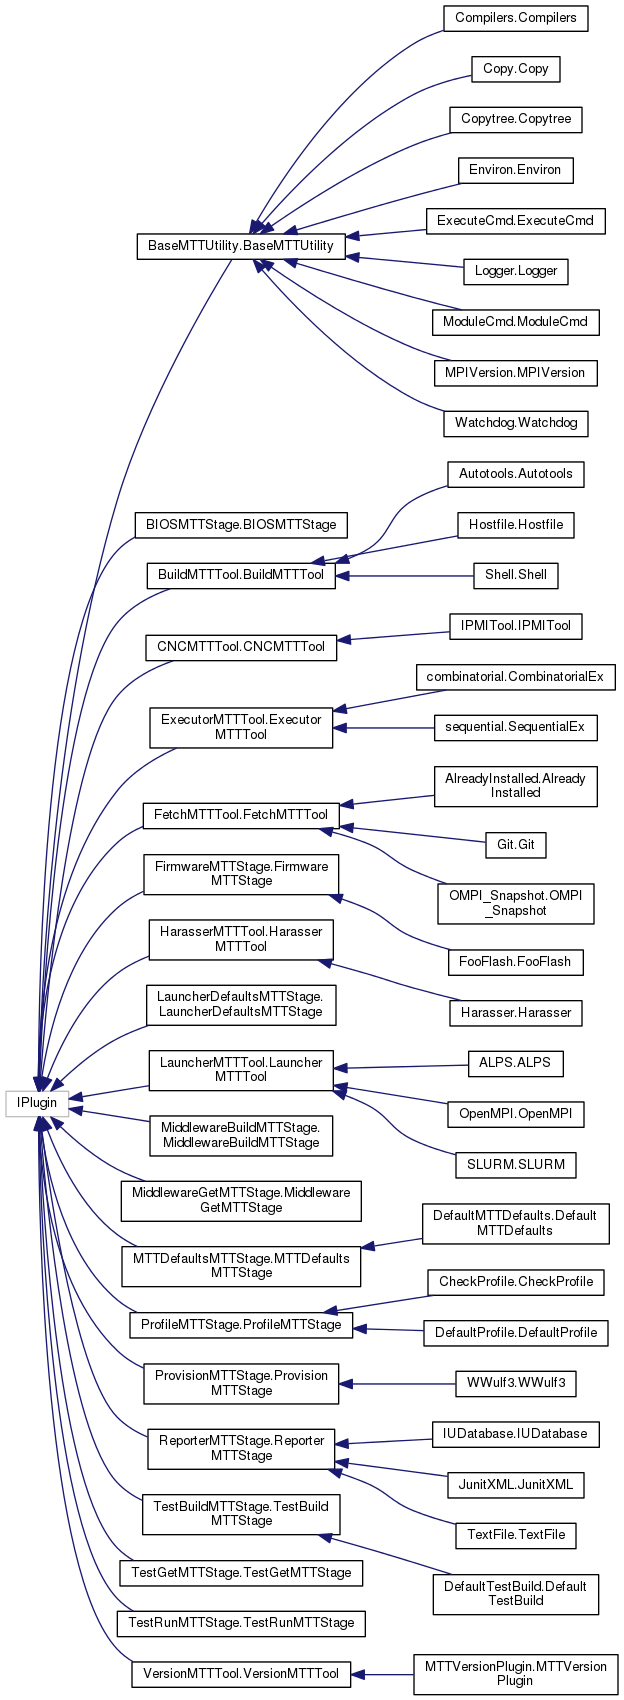 Compilers.Compilers
Copy.Copy
Copytree.Copytree
Environ.Environ
ExecuteCmd.ExecuteCmd
BaseMTTUtility.BaseMTTUtility
Logger.Logger
ModuleCmd.ModuleCmd
MPIVersion.MPIVersion
Watchdog.Watchdog
Autotools.Autotools
BIOSMTTStage.BIOSMTTStage
Hostfile.Hostfile
BuildMTTTool.BuildMTTTool
Shell.Shell
IPMITool.IPMITool
CNCMTTTool.CNCMTTTool
combinatorial.CombinatorialEx
ExecutorMTTTool.Executor
MTTTool
sequential.SequentialEx
AlreadyInstalled.Already
Installed
FetchMTTTool.FetchMTTTool
Git.Git
FirmwareMTTStage.Firmware
MTTStage
OMPI_Snapshot.OMPI
_Snapshot
HarasserMTTTool.Harasser
MTTTool
FooFlash.FooFlash
LauncherDefaultsMTTStage.
LauncherDefaultsMTTStage
Harasser.Harasser
LauncherMTTTool.Launcher
MTTTool
ALPS.ALPS
IPlugin
OpenMPI.OpenMPI
MiddlewareBuildMTTStage.
MiddlewareBuildMTTStage
SLURM.SLURM
MiddlewareGetMTTStage.Middleware
GetMTTStage
DefaultMTTDefaults.Default
MTTDefaults
MTTDefaultsMTTStage.MTTDefaults
MTTStage
CheckProfile.CheckProfile
ProfileMTTStage.ProfileMTTStage
DefaultProfile.DefaultProfile
ProvisionMTTStage.Provision
MTTStage
WWulf3.WWulf3
IUDatabase.IUDatabase
ReporterMTTStage.Reporter
MTTStage
JunitXML.JunitXML
TestBuildMTTStage.TestBuild
MTTStage
TextFile.TextFile
TestGetMTTStage.TestGetMTTStage
DefaultTestBuild.Default
TestBuild
TestRunMTTStage.TestRunMTTStage
VersionMTTTool.VersionMTTTool
MTTVersionPlugin.MTTVersion
Plugin